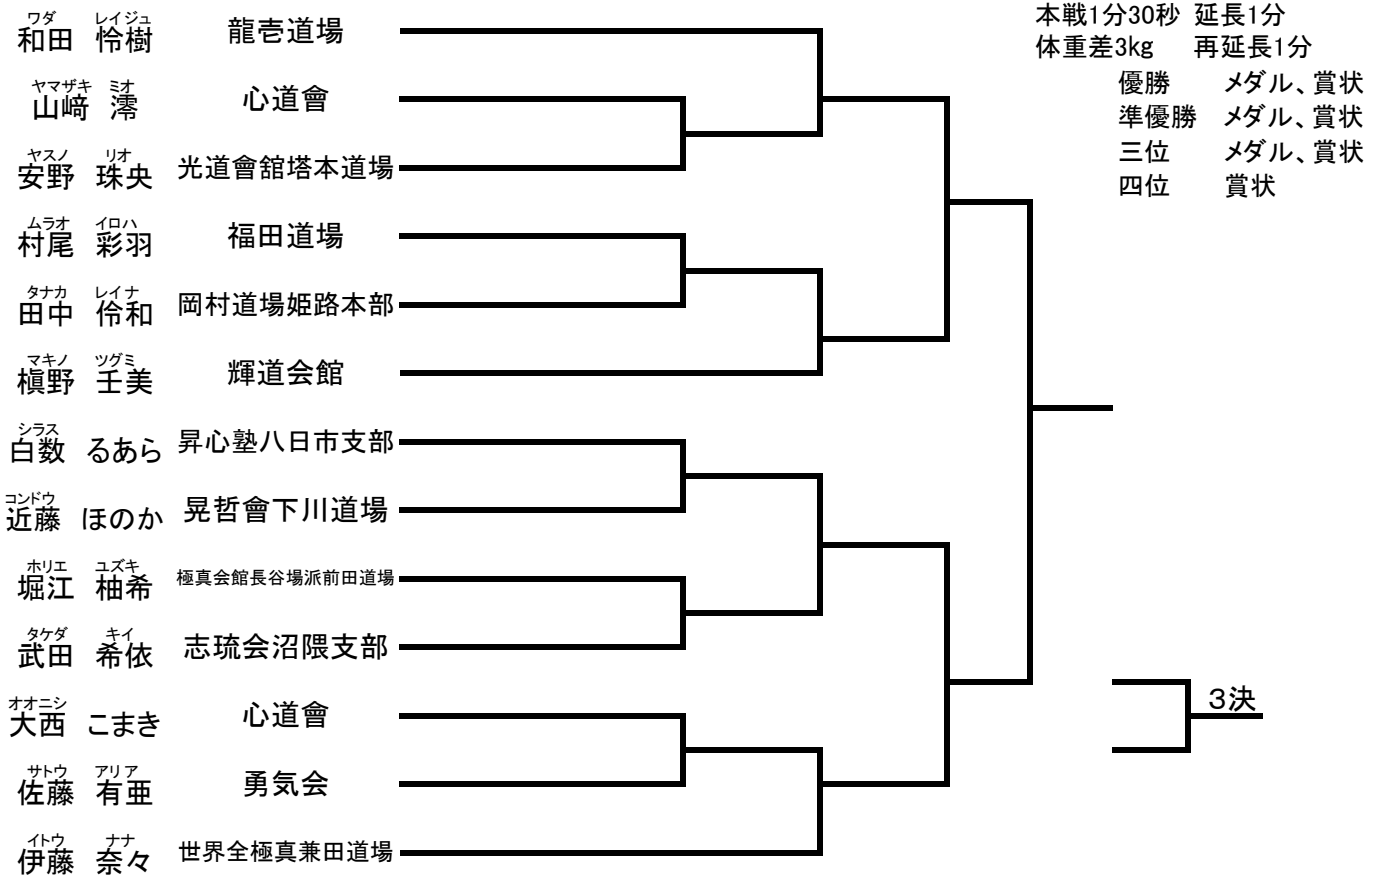 ワダ レイジュ
和田 怜樹 龍壱道場
ヤマザキ ミオ
山﨑 澪 心道會
ヤスノ リオ
安野 珠央 光道會舘塔本道場
ムラオ イロハ
村尾 彩羽 福田道場
タナカ レイナ
田中 伶和 岡村道場姫路本部
マキノ ツグミ
槇野 壬美 輝道会館
シラス
白数 るあら 昇心塾八日市支部
コンドウ
近藤 ほのか 晃哲會下川道場
ホリエ ユズキ
堀江 柚希 極真会館長谷場派前田道場
タケダ キイ
武田 希依 志琉会沼隈支部
オオニシ
大西 こまき 心道會
サトウ アリア
佐藤 有亜 勇気会
イトウ ナナ
伊藤 奈々 世界全極真兼田道場
本戦1分30秒 延長1分
体重差3kg 再延長1分
優勝 メダル、賞状
準優勝 メダル、賞状
三位 メダル、賞状
四位 賞状
３決